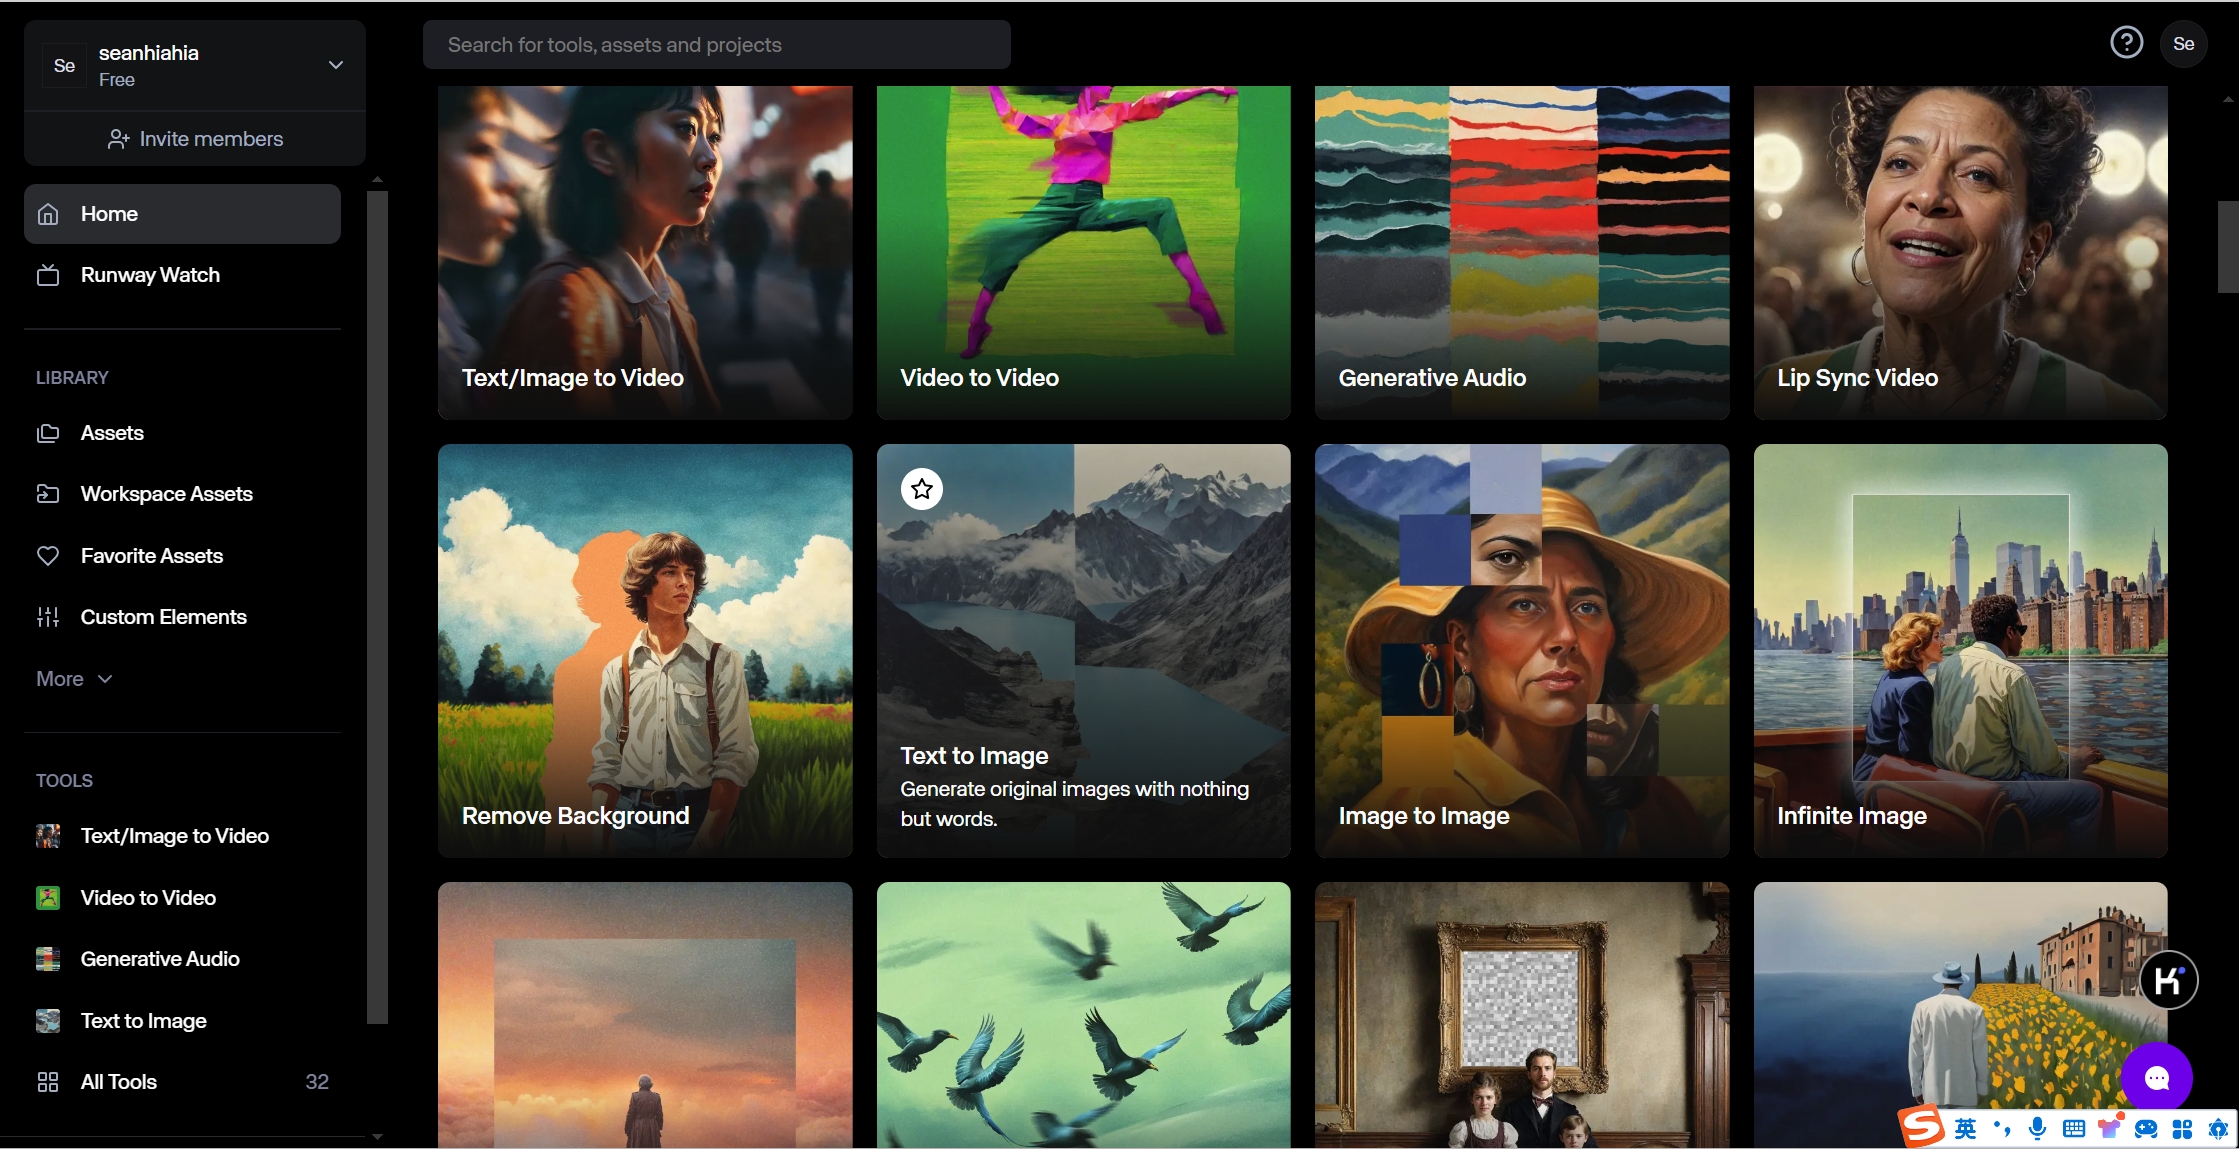 Se
seanhiahia
Free
Invite members
Search for tools, assets and projects
Se
Home
Runway Watch
LIBRARY
Assets
Workspace Assets
Favorite Assets
Custom Elements
More
TOOLS
Text/Image to Video
Video to Video
Generative Audio
Text to Image
All Tools 32
Text/Image to Video
Video to Video
Generative Audio
Lip Sync Video
Remove Background
Text to Image
Generate original images with nothing
but words.
Image to Image
Infinite Image
K
S 英